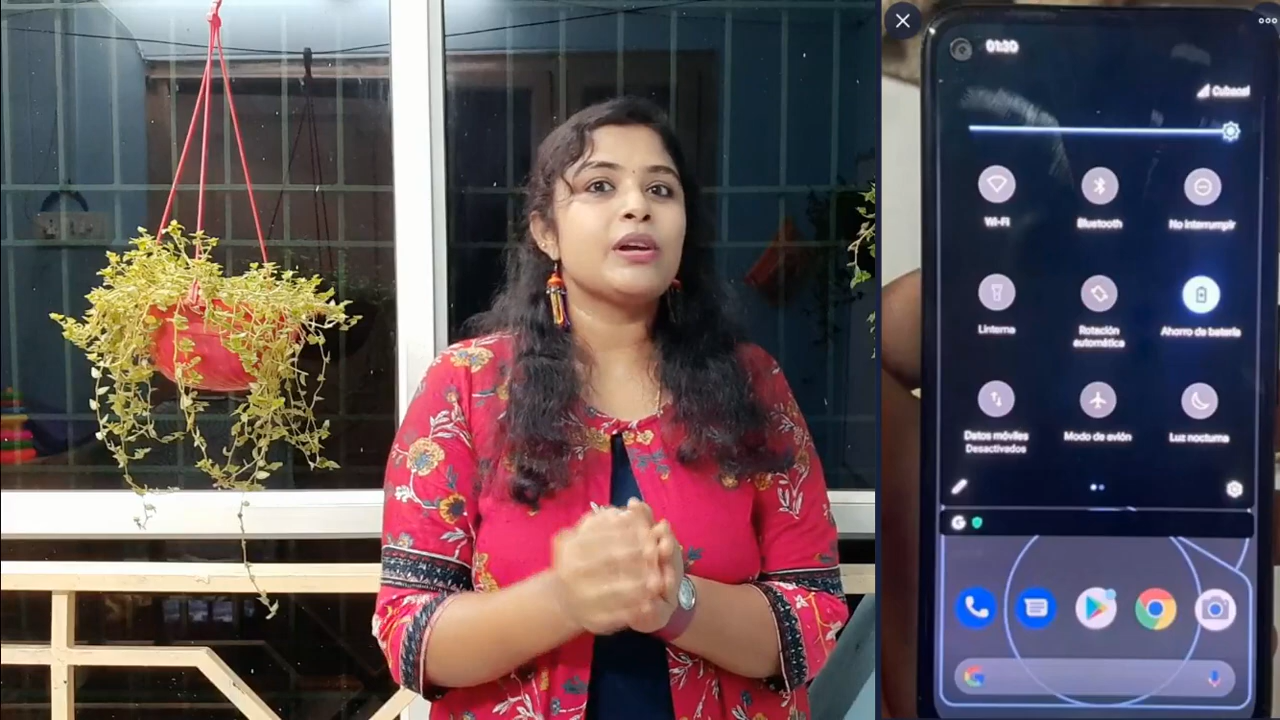 01:30
Cubacel
Wi-Fi
Bluetooth
No interrumpir
Linterna
Rotación
automática
Ahorro de batería
Datos móviles
Desactivados
Modo de avión
Luz nocturna